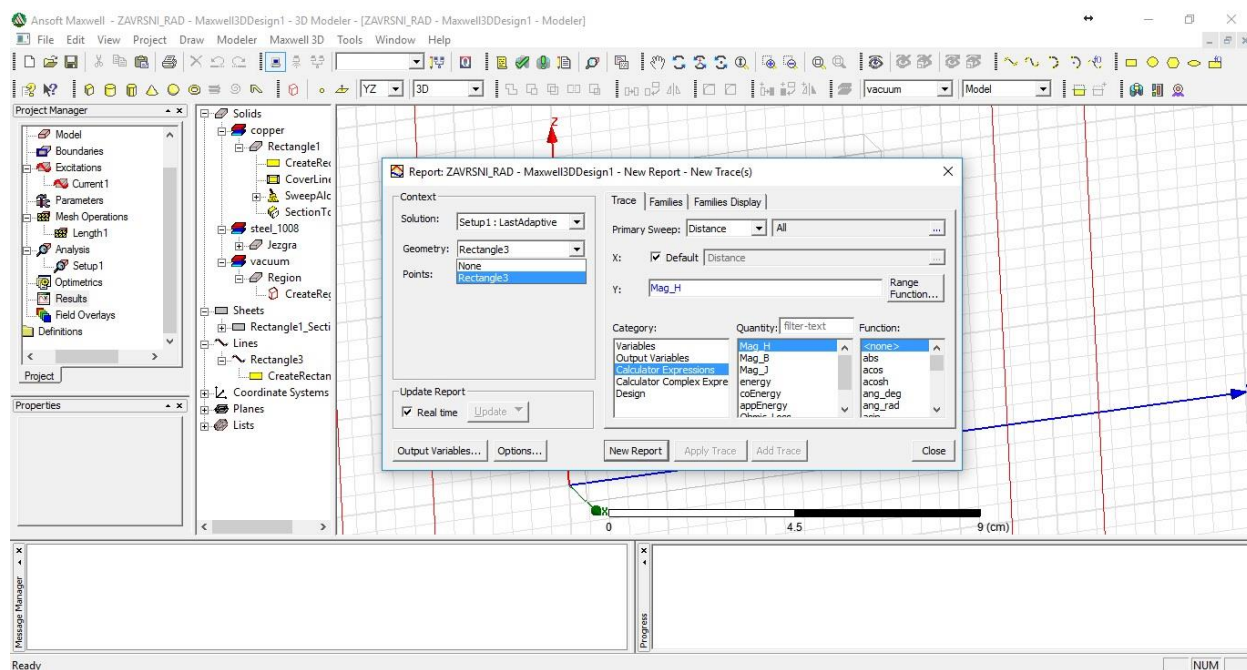 Ansoft Maxwell - ZAVRSNI_RAD - Maxwell3DDesign1 - 3D Modeler - [ZAVRSNI_RAD - Maxwell3DDesign1 - Modeler]
File Edit View Project Draw Modeler Maxwell 3D Tools Window Help
YZ 3D vacuum Model
Project Manager
Model
Boundaries
Excitations
Current1
Parameters
Mesh Operations
Length1
Analysis
Setup1
Optimetrics
Results
Field Overlays
Definitions
Project
Properties
Solids
copper
Rectangle1
CreateRec
CoverLine
SweepAlc
SectionTc
steel_1008
Jezgra
vacuum
Region
CreateReg
Sheets
Rectangle1_Secti
Lines
Rectangle3
CreateRectan
Coordinate Systems
Planes
Lists
Z
Report: ZAVRSNI_RAD - Maxwell3DDesign1 - New Report - New Trace(s)
Context
Solution: Setup1 : LastAdaptive
Geometry: Rectangle3
None
Rectangle3
Points:
Update Report
Real time Update
Output Variables... Options...
Trace Families Families Display
Primary Sweep: Distance All ...
X: Default Distance ...
Y: Mag_H Range Function...
Category: Quantity: filter-text Function:
Variables Mag_H <none>
Output Variables Mag_B abs
Calculator Expressions Mag_J acos
Calculator Complex Expre energy acosh
Design coEnergy ang_deg
appEnergy ang_rad
Ohmic_Loss asin
New Report Apply Trace Add Trace Close
X
0 4.5 9 (cm)
Message Manager
Progress
Ready NUM